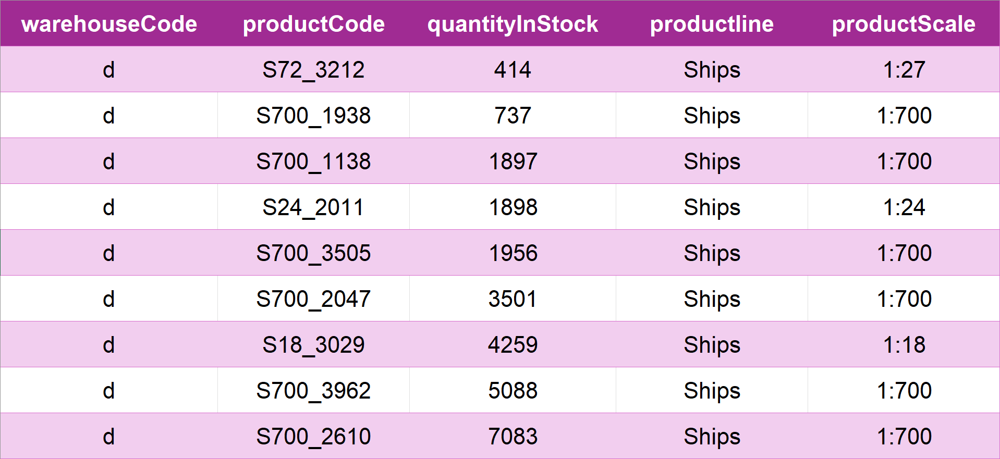 warehouseCode productCode quantityInStock productline productScale
d S72_3212 414 Ships 1:27
d S700_1938 737 Ships 1:700
d S700_1138 1897 Ships 1:700
d S24_2011 1898 Ships 1:24
d S700_3505 1956 Ships 1:700
d S700_2047 3501 Ships 1:700
d S18_3029 4259 Ships 1:18
d S700_3962 5088 Ships 1:700
d S700_2610 7083 Ships 1:700